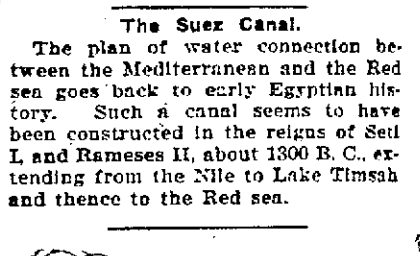 The Suez Canal.
The plan of water connection be-
tween the Mediterranean and the Red
sea goes back to early Egyptian his-
tory. Such a canal seems to have
been constructed in the reigns of Seti
I, and Rameses II, about 1300 B. C., ex-
tending from the Nile to Lake Timsah
and thence to the Red sea.